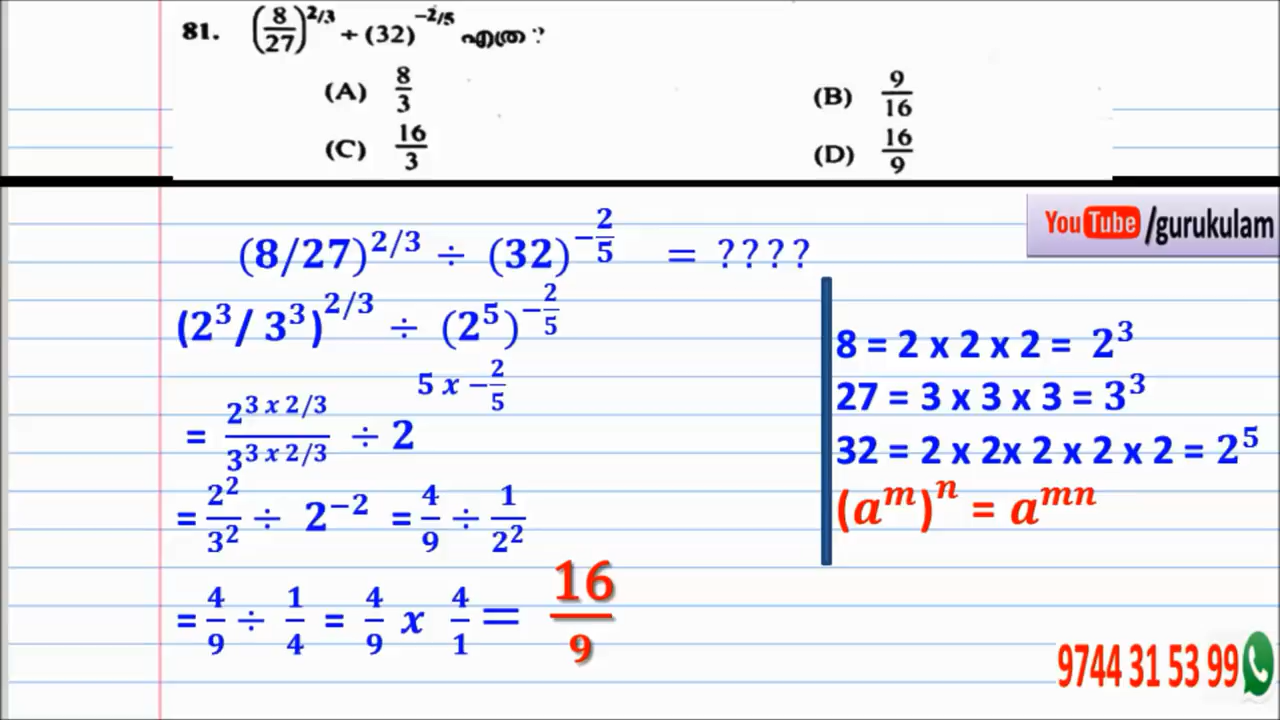 81. (8/27)^2/3 ÷ (32)^-2/5 എത്ര ?
(A) 8/3 (B) 9/16
(C) 16/3 (D) 16/9
You Tube /gurukulam
(8/27)^2/3 ÷ (32)^-2/5 = ????
(2^3/ 3^3)^2/3 ÷ (2^5)^-2/5
= 2^3 x 2/3 / 3^3 x 2/3 ÷ 2^5 x -2/5
= 2^2/3^2 ÷ 2^-2 = 4/9 ÷ 1/2^2
= 4/9 ÷ 1/4 = 4/9 x 4/1 = 16/9
8 = 2 x 2 x 2 = 2^3
27 = 3 x 3 x 3 = 3^3
32 = 2 x 2x 2 x 2 x 2 = 2^5
(a^m)^n = a^mn
9744 31 53 99